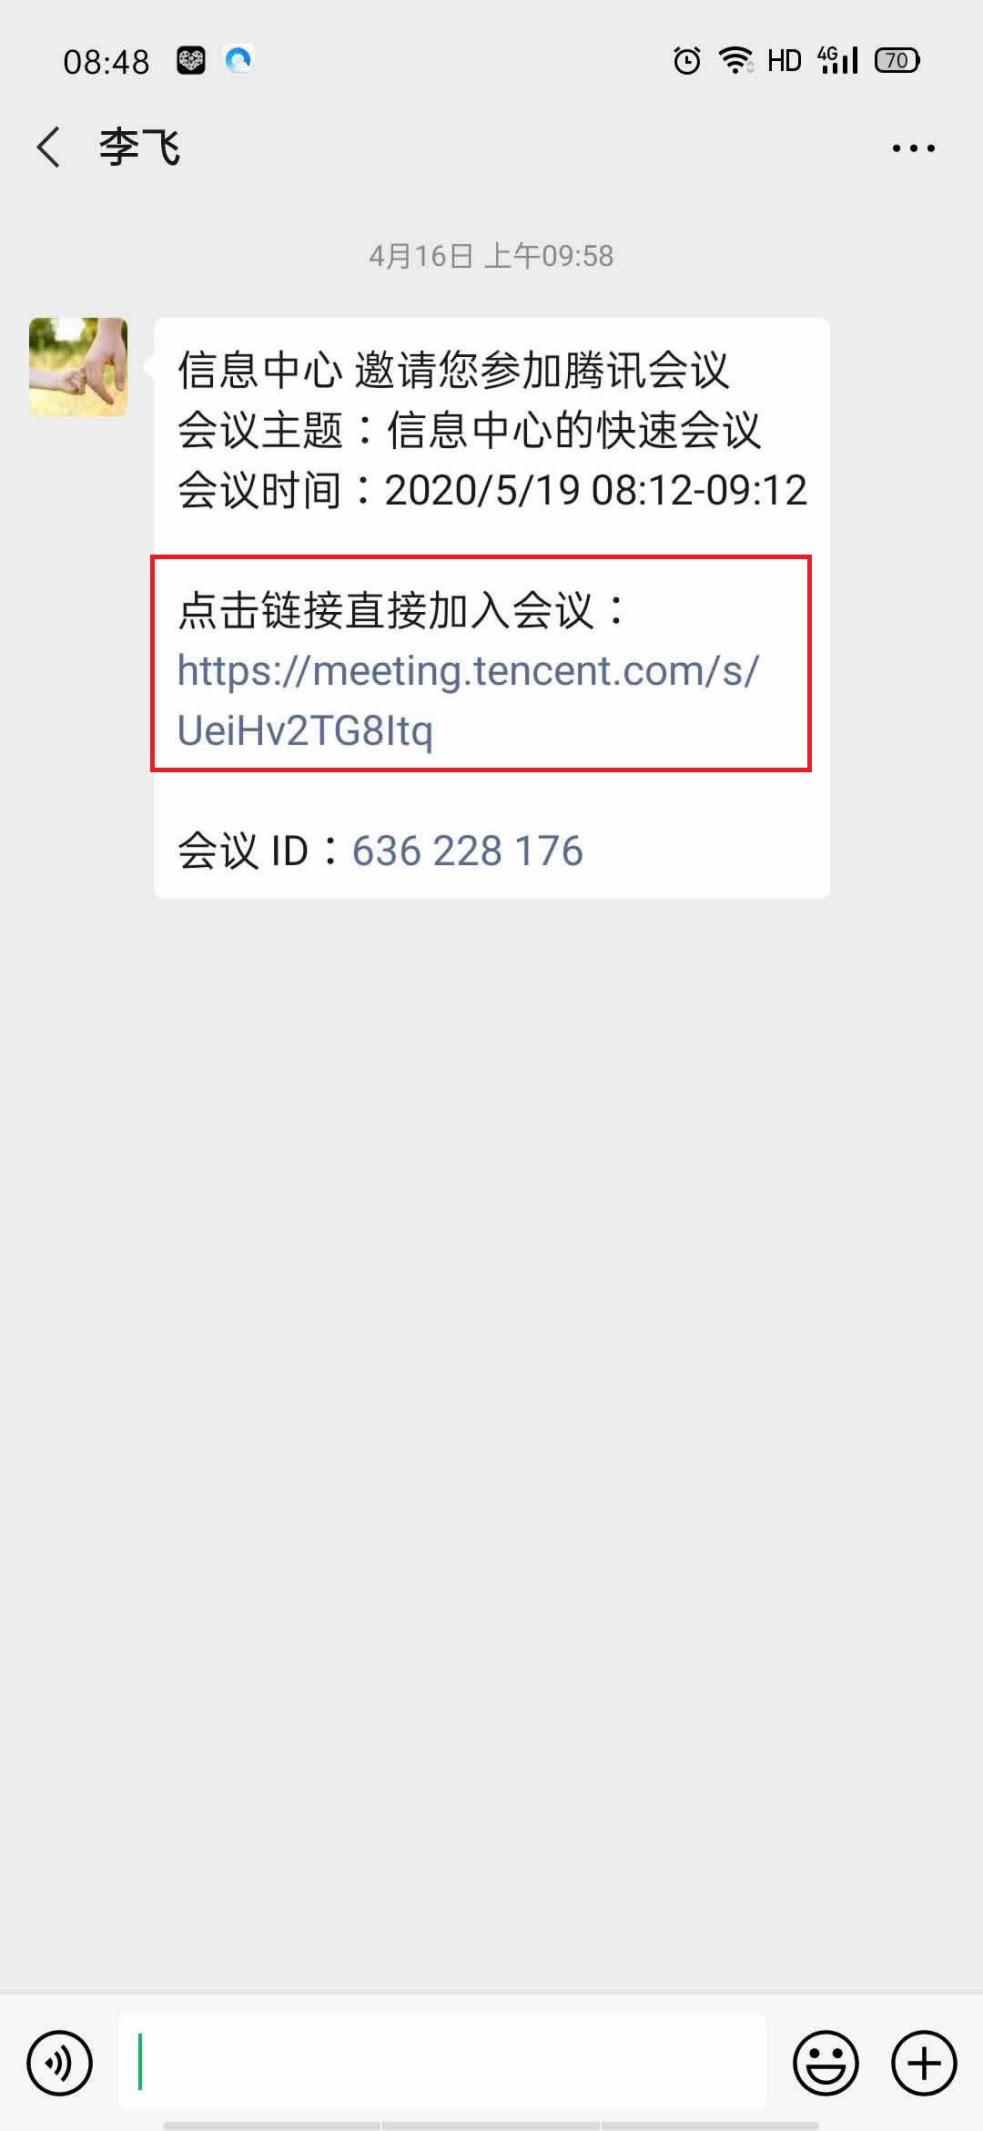 08:48
HD 4G 70
李飞
4月16日 上午09:58
信息中心 邀请您参加腾讯会议
会议主题：信息中心的快速会议
会议时间：2020/5/19 08:12-09:12
点击链接直接加入会议：
https://meeting.tencent.com/s/
UeiHv2TG8Itq
会议 ID：636 228 176